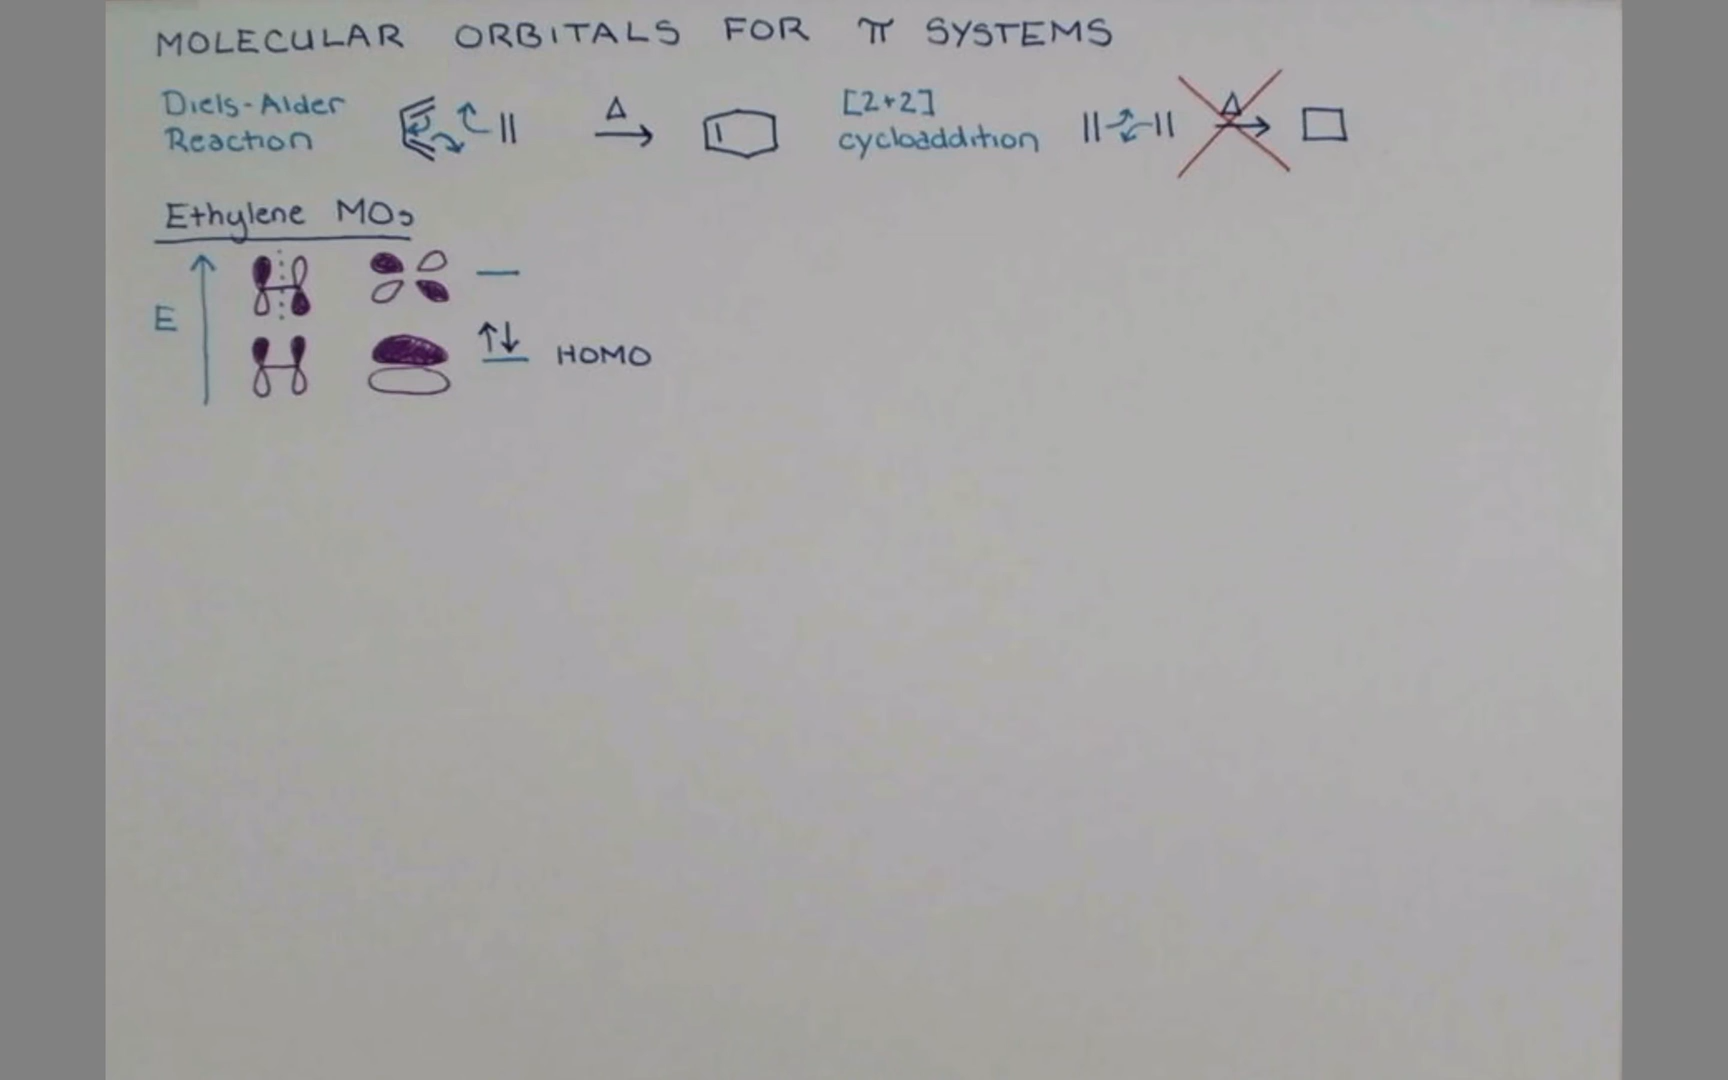 MOLECULAR ORBITALS FOR π SYSTEMS
Diels-Alder
Reaction
Δ
[2+2]
cycloaddition
Δ
Ethylene MOs
E
HOMO